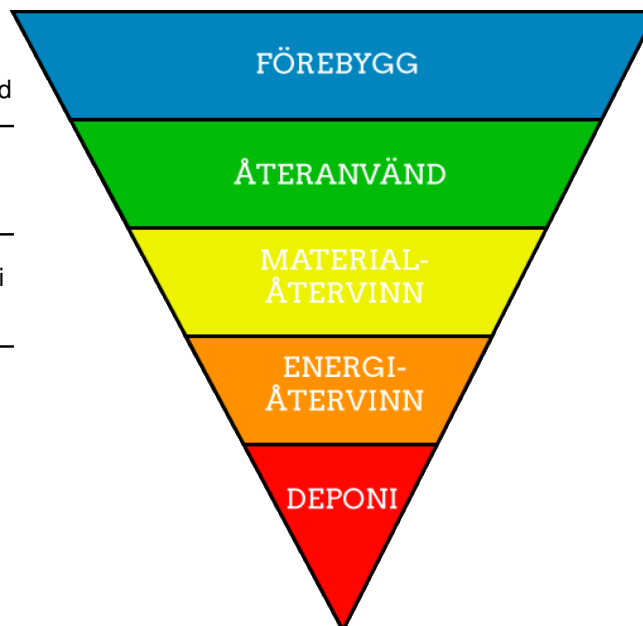 FÖREBYGG
d
ÅTERANVÄND
MATERIAL-
i
ÅTERVINN
ENERGI-
ÅTERVINN
DEPONI